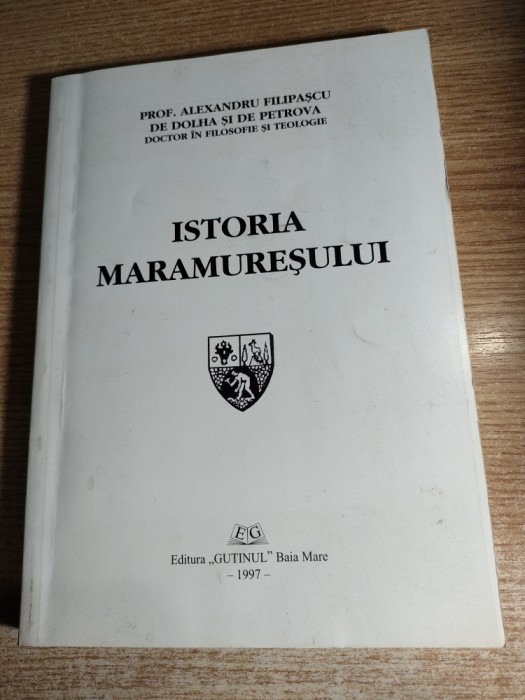 PROF. ALEXANDRU FILIPAŞCU
DE DOLHA ŞI DE PETROVA
DOCTOR ÎN FILOSOFIE ŞI TEOLOGIE
ISTORIA
MARAMUREŞULUI
EG
Editura „GUTINUL” Baia Mare
– 1997 –